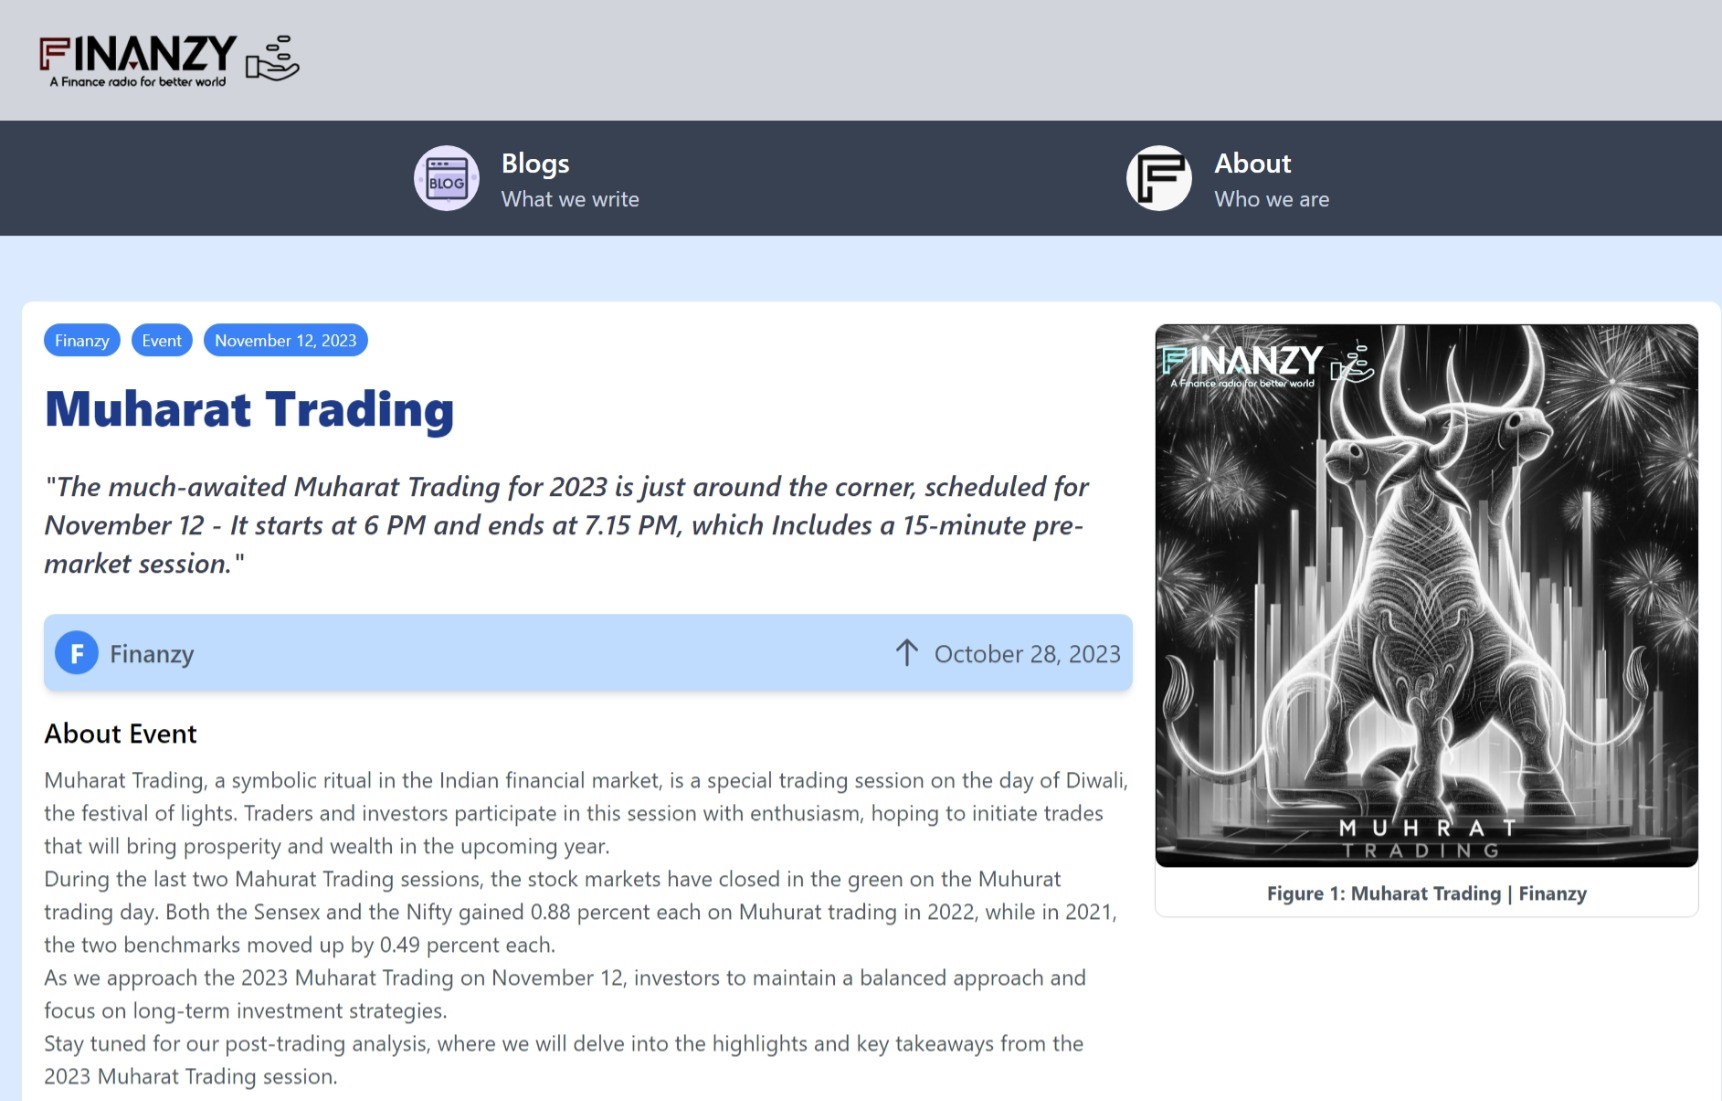 FINANZY
A Finance radio for better world
BLOG
Blogs
What we write
F
About
Who we are
Finanzy
Event
November 12, 2023
Muharat Trading
"The much-awaited Muharat Trading for 2023 is just around the corner, scheduled for
November 12 - It starts at 6 PM and ends at 7.15 PM, which Includes a 15-minute pre-
market session."
F
Finanzy
↑ October 28, 2023
About Event
Muharat Trading, a symbolic ritual in the Indian financial market, is a special trading session on the day of Diwali,
the festival of lights. Traders and investors participate in this session with enthusiasm, hoping to initiate trades
that will bring prosperity and wealth in the upcoming year.
During the last two Mahurat Trading sessions, the stock markets have closed in the green on the Muhurat
trading day. Both the Sensex and the Nifty gained 0.88 percent each on Muhurat trading in 2022, while in 2021,
the two benchmarks moved up by 0.49 percent each.
As we approach the 2023 Muharat Trading on November 12, investors to maintain a balanced approach and
focus on long-term investment strategies.
Stay tuned for our post-trading analysis, where we will delve into the highlights and key takeaways from the
2023 Muharat Trading session.
FINANZY
A Finance radio for better world
MUHRAT
TRADING
Figure 1: Muharat Trading | Finanzy